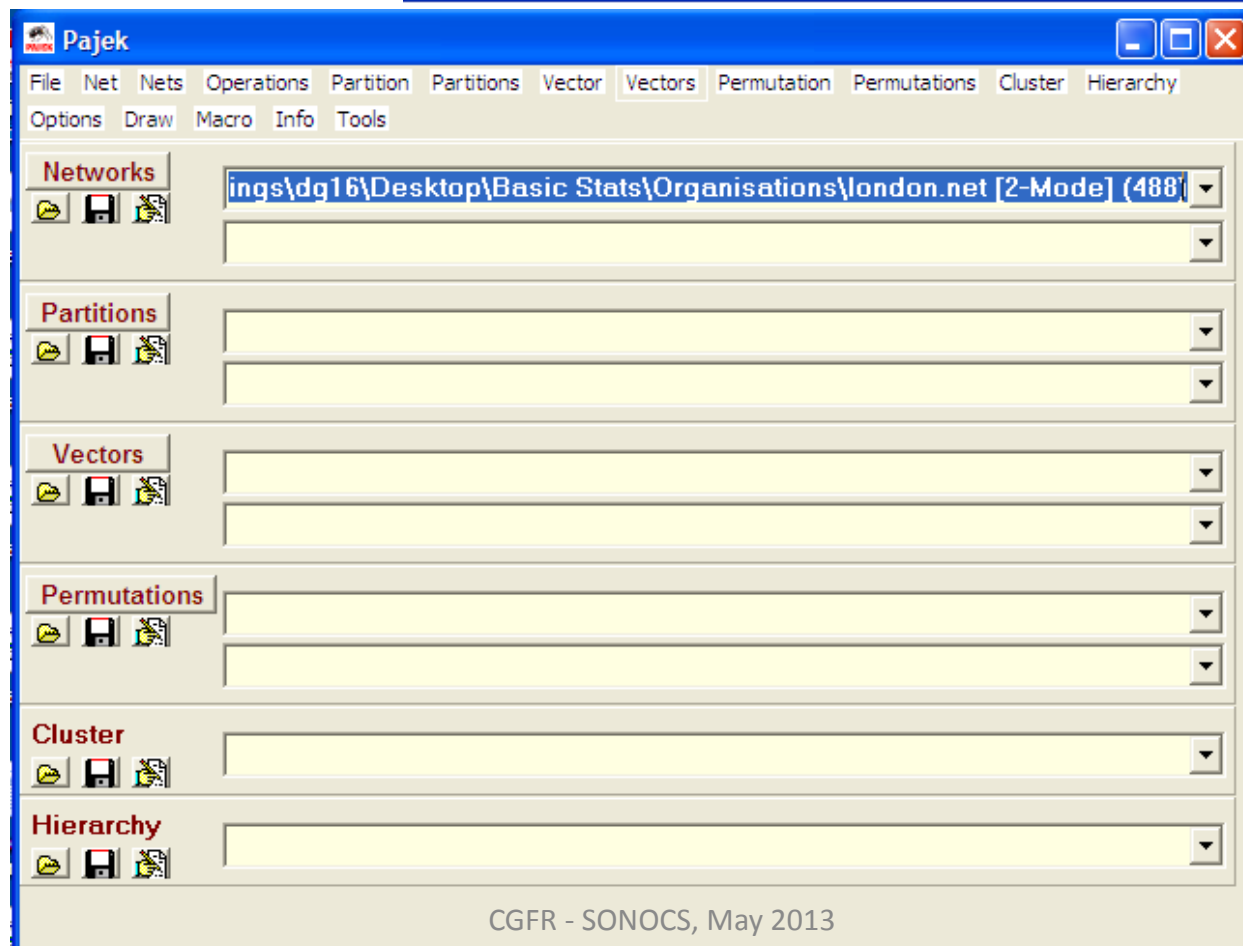 Pajek
File Net Nets Operations Partition Partitions Vector Vectors Permutation Permutations Cluster Hierarchy
Options Draw Macro Info Tools
Networks
ings\dg16\Desktop\Basic Stats\Organisations\london.net [2-Mode] (488)
Partitions
Vectors
Permutations
Cluster
Hierarchy
CGFR - SONOCS, May 2013